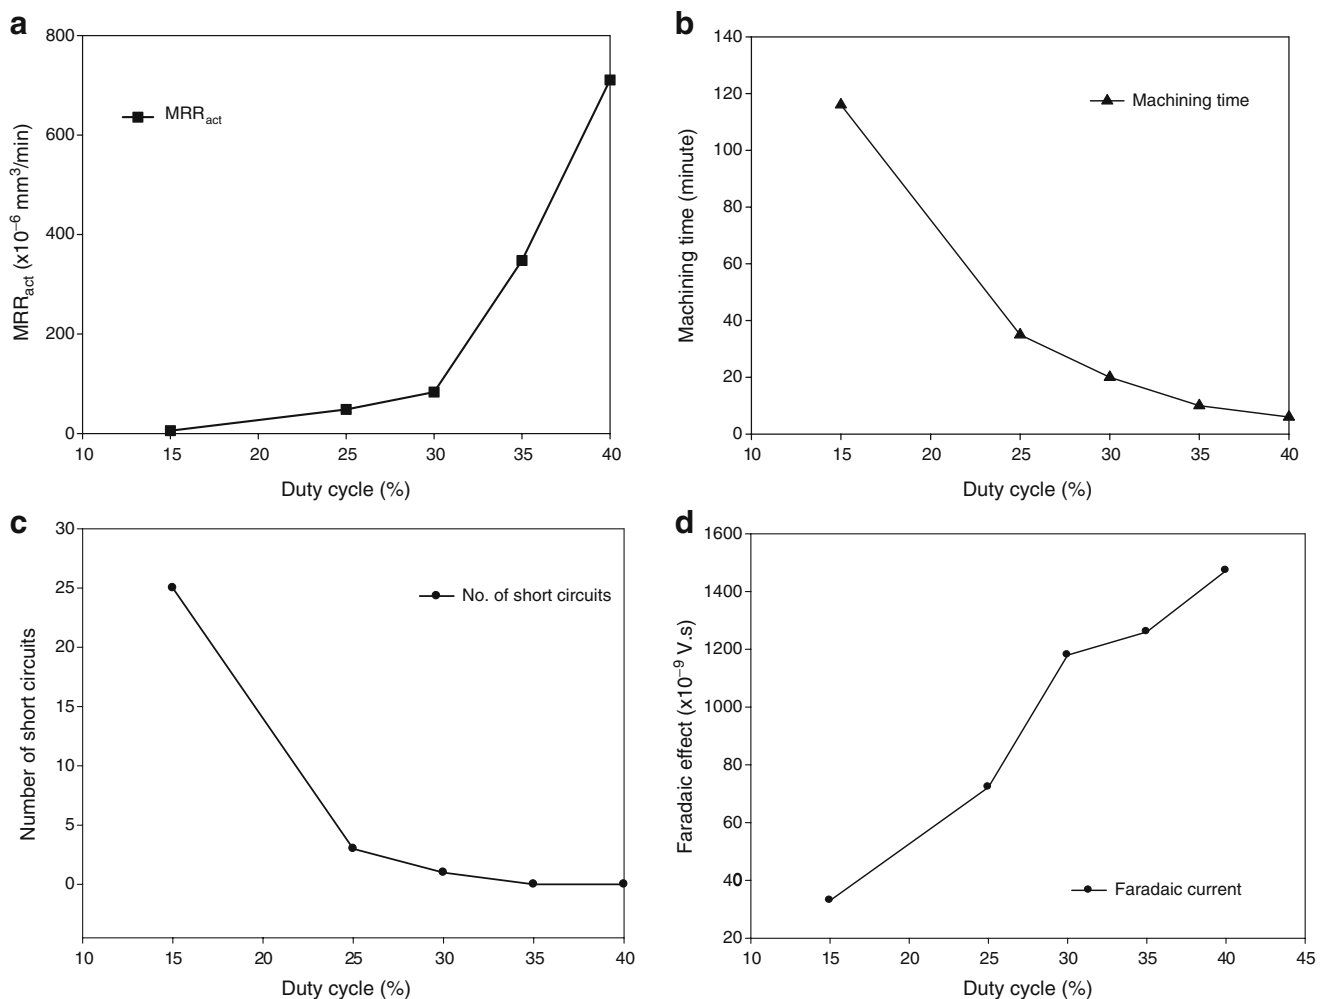 a
800
600
400
200
0
10 15 20 25 30 35 40
MRRact
MRRact (x10−6 mm3/min)
Duty cycle (%)
b
140
120
100
80
60
40
20
0
10 15 20 25 30 35 40
Machining time
Machining time (minute)
Duty cycle (%)
c
30
25
20
15
10
5
0
10 15 20 25 30 35 40
No. of short circuits
Number of short circuits
Duty cycle (%)
d
1600
1400
1200
1000
80
60
40
20
10 15 20 25 30 35 40 45
Faradaic current
Faradaic effect (x10−9 V.s)
Duty cycle (%)